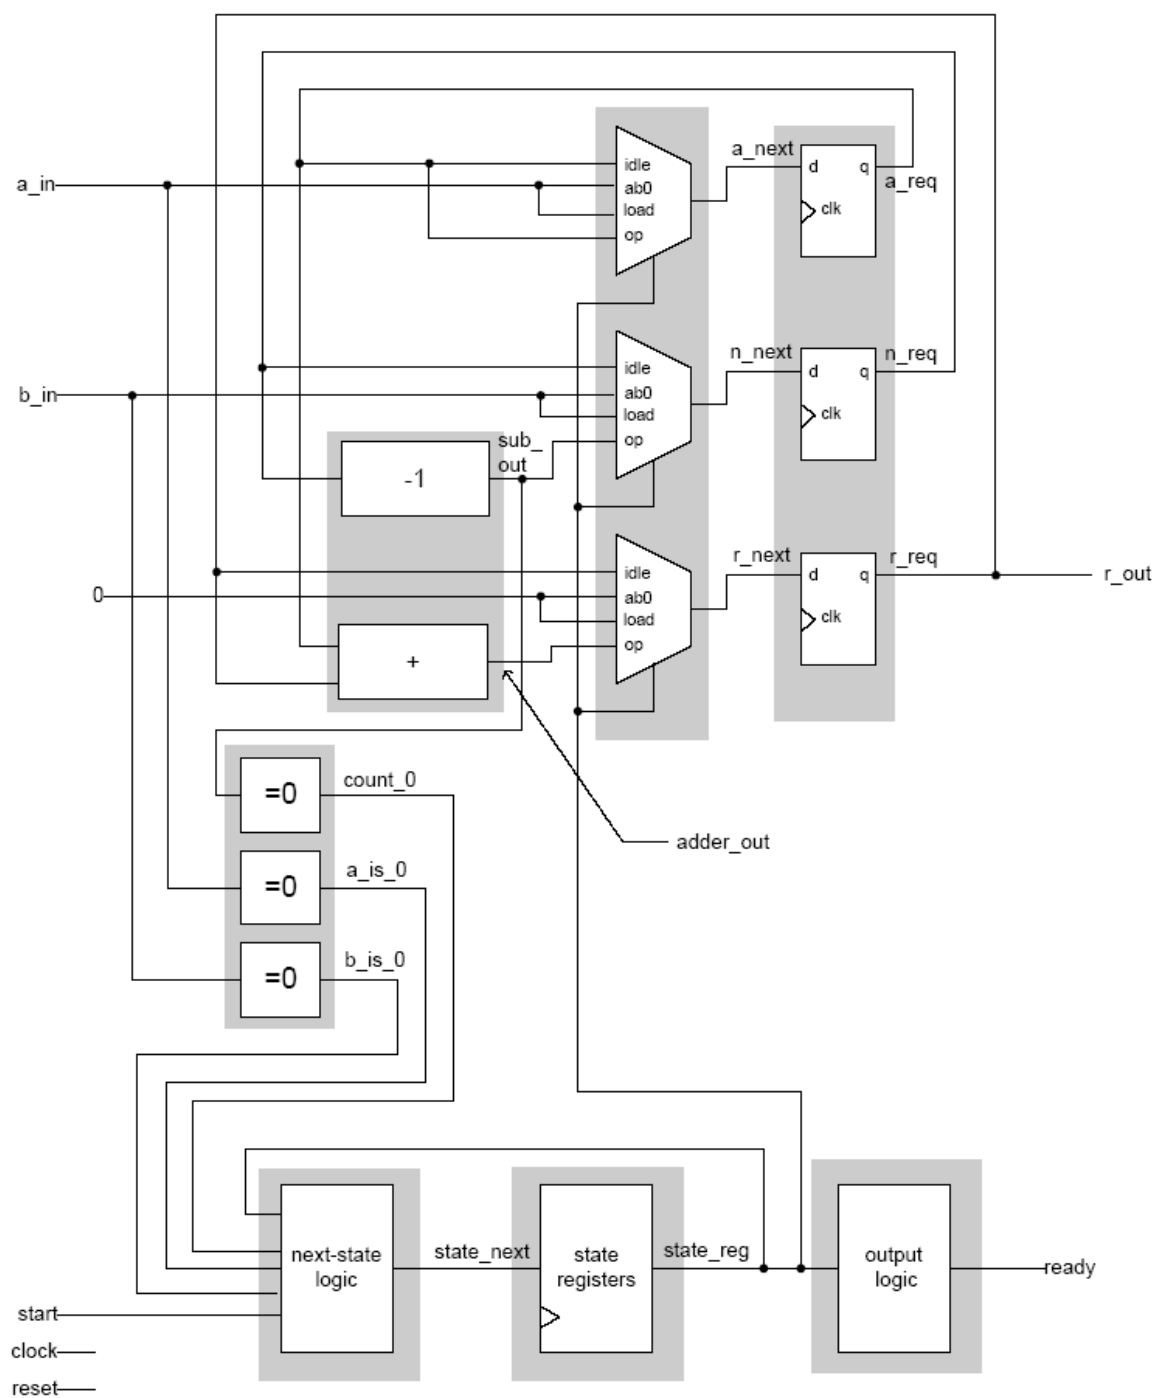 a_next
idle
d
q
a_in
ab0
a_req
load
clk
op
n_next
n_req
idle
d
q
b_in
ab0
load
clk
sub_
out
op
-1
r_next
r_req
idle
d
q
r_out
0
ab0
load
clk
op
+
count_0
=0
adder_out
a_is_0
=0
b_is_0
=0
next-state
logic
state_next
state
registers
state_reg
output
logic
ready
start
clock
reset